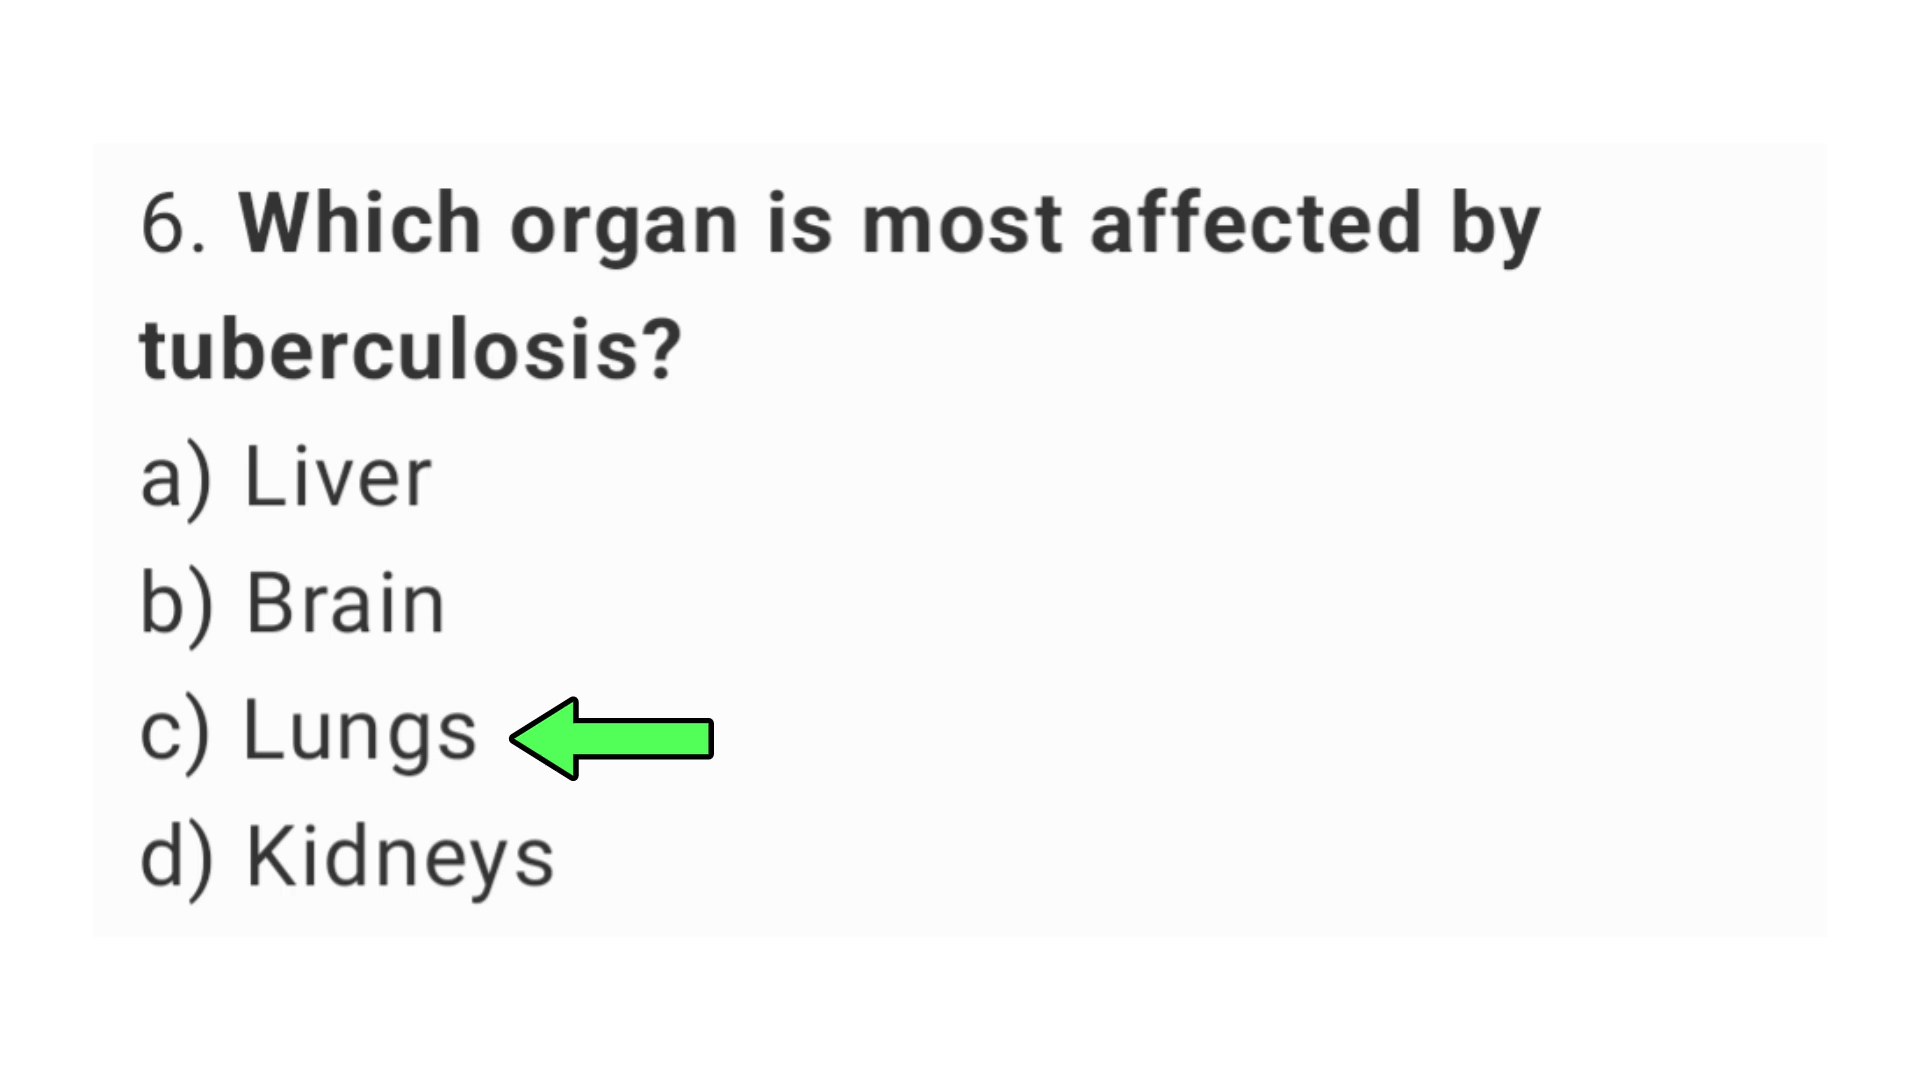 6. Which organ is most affected by
tuberculosis?
a) Liver
b) Brain
c) Lungs
d) Kidneys